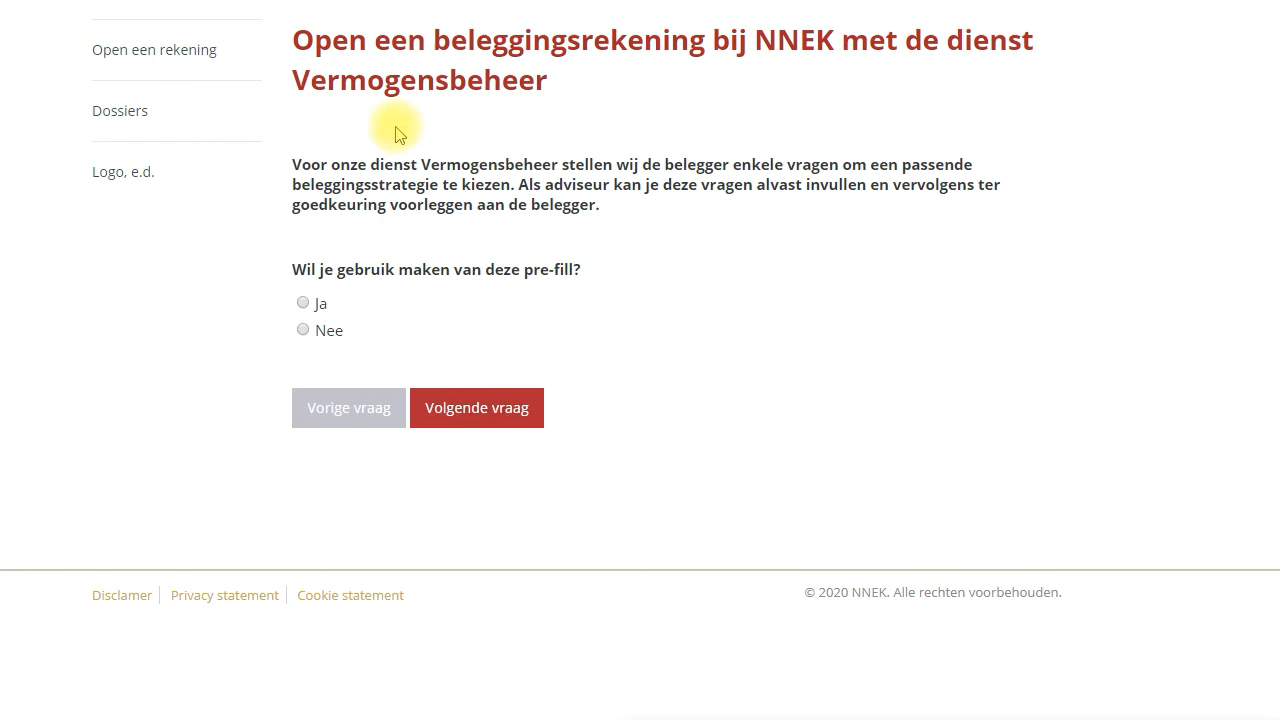 Open een rekening
Dossiers
Logo, e.d.
Open een beleggingsrekening bij NNEK met de dienst
Vermogensbeheer
Voor onze dienst Vermogensbeheer stellen wij de belegger enkele vragen om een passende
beleggingsstrategie te kiezen. Als adviseur kan je deze vragen alvast invullen en vervolgens ter
goedkeuring voorleggen aan de belegger.
Wil je gebruik maken van deze pre-fill?
Ja
Nee
Vorige vraag
Volgende vraag
Disclamer
Privacy statement
Cookie statement
© 2020 NNEK. Alle rechten voorbehouden.